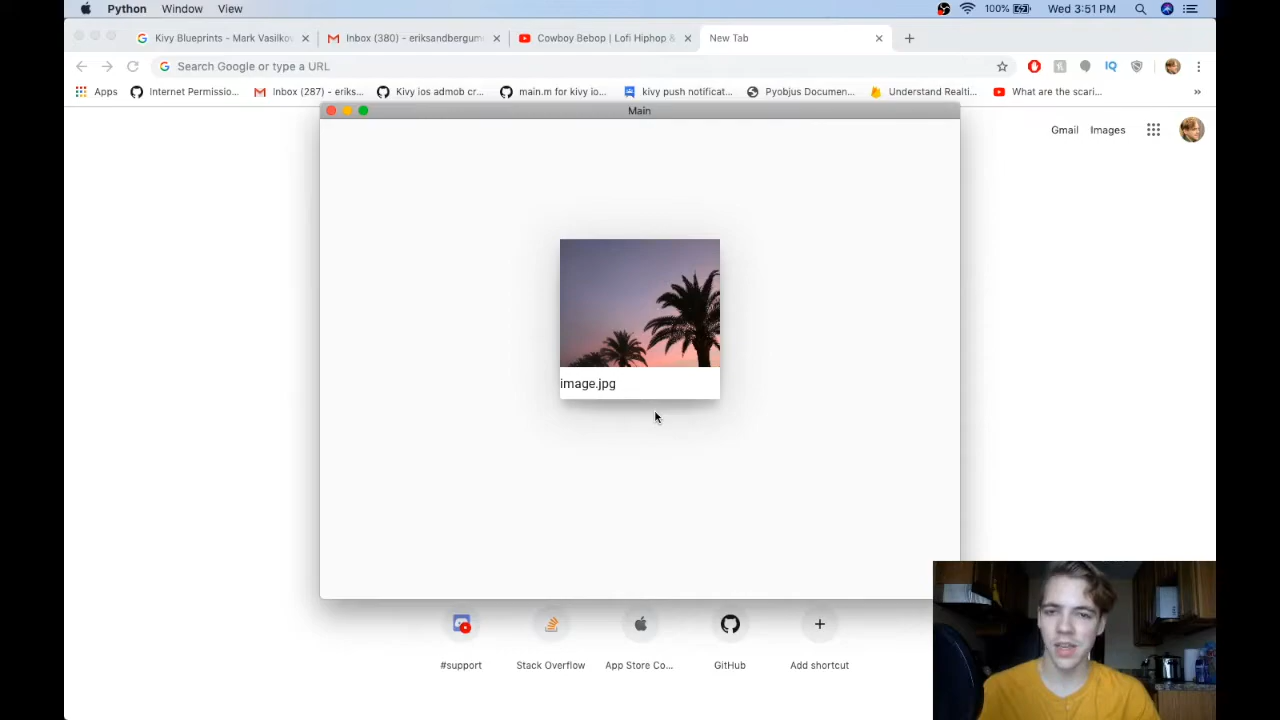 Python Window View 100% Wed 3:51 PM
Kivy Blueprints - Mark Vasilkov Inbox (380) - eriksandbergum Cowboy Bebop | Lofi Hiphop & New Tab
Search Google or type a URL IQ
Apps Internet Permissio... Inbox (287) - eriks... Kivy ios admob cr... main.m for kivy io... kivy push notificat... Pyobjus Documen... Understand Realti... What are the scari... »
Main
Gmail Images
image.jpg
#support Stack Overflow App Store Co... GitHub Add shortcut